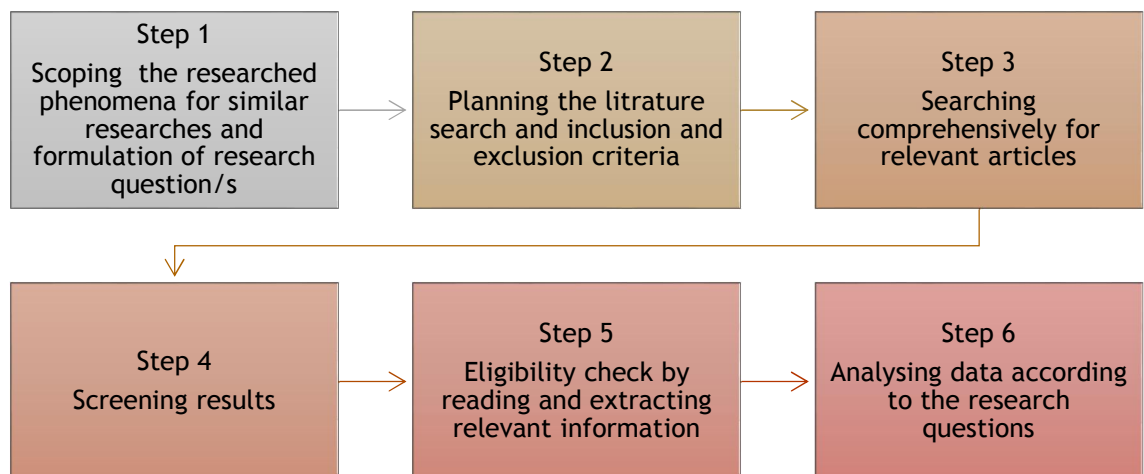 Step 1
Scoping the researched
phenomena for similar
researches and
formulation of research
question/s
Step 2
Planning the litrature
search and inclusion and
exclusion criteria
Step 3
Searching
comprehensively for
relevant articles
Step 4
Screening results
Step 5
Eligibility check by
reading and extracting
relevant information
Step 6
Analysing data according
to the research
questions